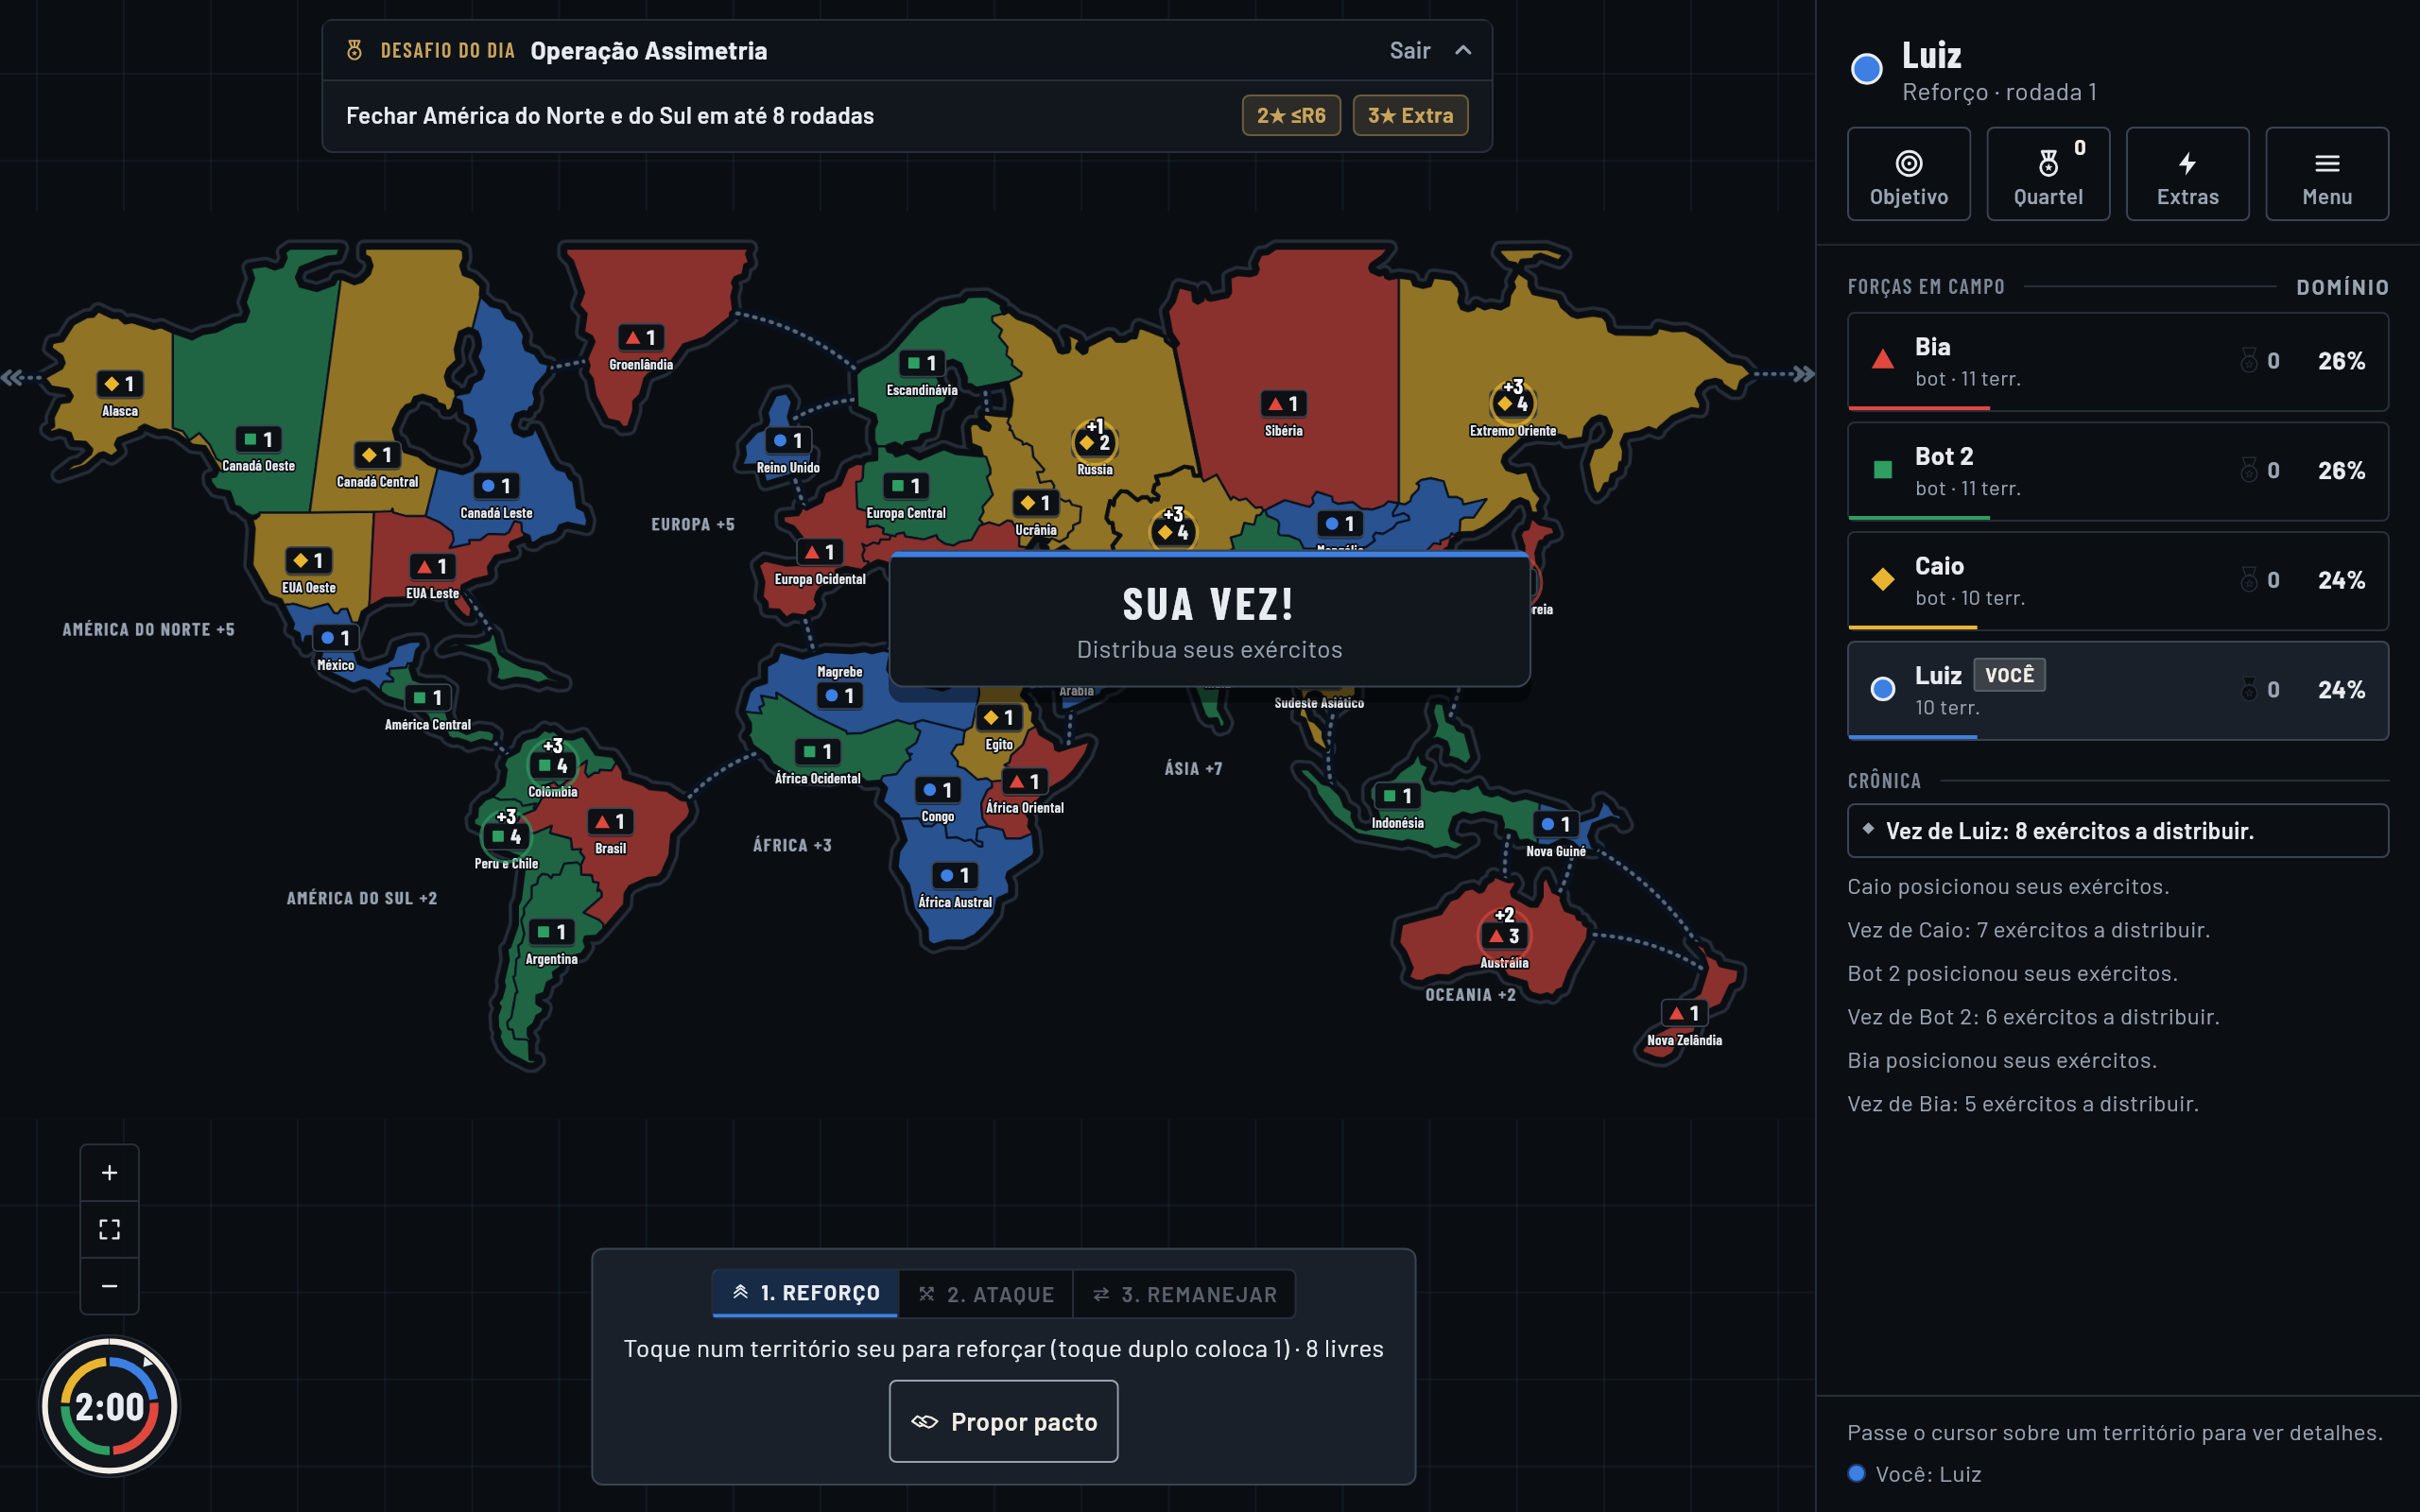 DESAFIO DO DIA Operação Assimetria Sair
Fechar América do Norte e do Sul em até 8 rodadas 2★ ≤R6 3★ Extra
Luiz
Reforço · rodada 1
Objetivo
0
Quartel
Extras
Menu
FORÇAS EM CAMPO DOMÍNIO
Bia
bot · 11 terr.
0 26%
Bot 2
bot · 11 terr.
0 26%
Caio
bot · 10 terr.
0 24%
Luiz VOCÊ
10 terr.
0 24%
CRÔNICA
Vez de Luiz: 8 exércitos a distribuir.
Caio posicionou seus exércitos.
Vez de Caio: 7 exércitos a distribuir.
Bot 2 posicionou seus exércitos.
Vez de Bot 2: 6 exércitos a distribuir.
Bia posicionou seus exércitos.
Vez de Bia: 5 exércitos a distribuir.
Passe o cursor sobre um território para ver detalhes.
Você: Luiz
1
Alasca
1
Canadá Oeste
1
Canadá Central
1
Canadá Leste
1
Groenlândia
1
EUA Oeste
1
EUA Leste
1
México
1
América Central
AMÉRICA DO NORTE +5
+3
4
Colômbia
+3
4
Peru e Chile
1
Brasil
1
Argentina
AMÉRICA DO SUL +2
1
Escandinávia
1
Reino Unido
1
Europa Central
1
Europa Ocidental
1
Ucrânia
+1
2
Russia
EUROPA +5
1
Sibéria
+3
4
Extremo Oriente
+3
4
1
SUA VEZ!
Distribua seus exércitos
Magrebe
1
1
África Ocidental
1
Egito
1
África Oriental
1
Congo
1
África Austral
ÁFRICA +3
Arábia
Sudeste Asiático
ÁSIA +7
1
Indonésia
1
Nova Guiné
+2
3
Austrália
OCEANIA +2
1
Nova Zelândia
+
−
2:00
1. REFORÇO 2. ATAQUE 3. REMANEJAR
Toque num território seu para reforçar (toque duplo coloca 1) · 8 livres
Propor pacto